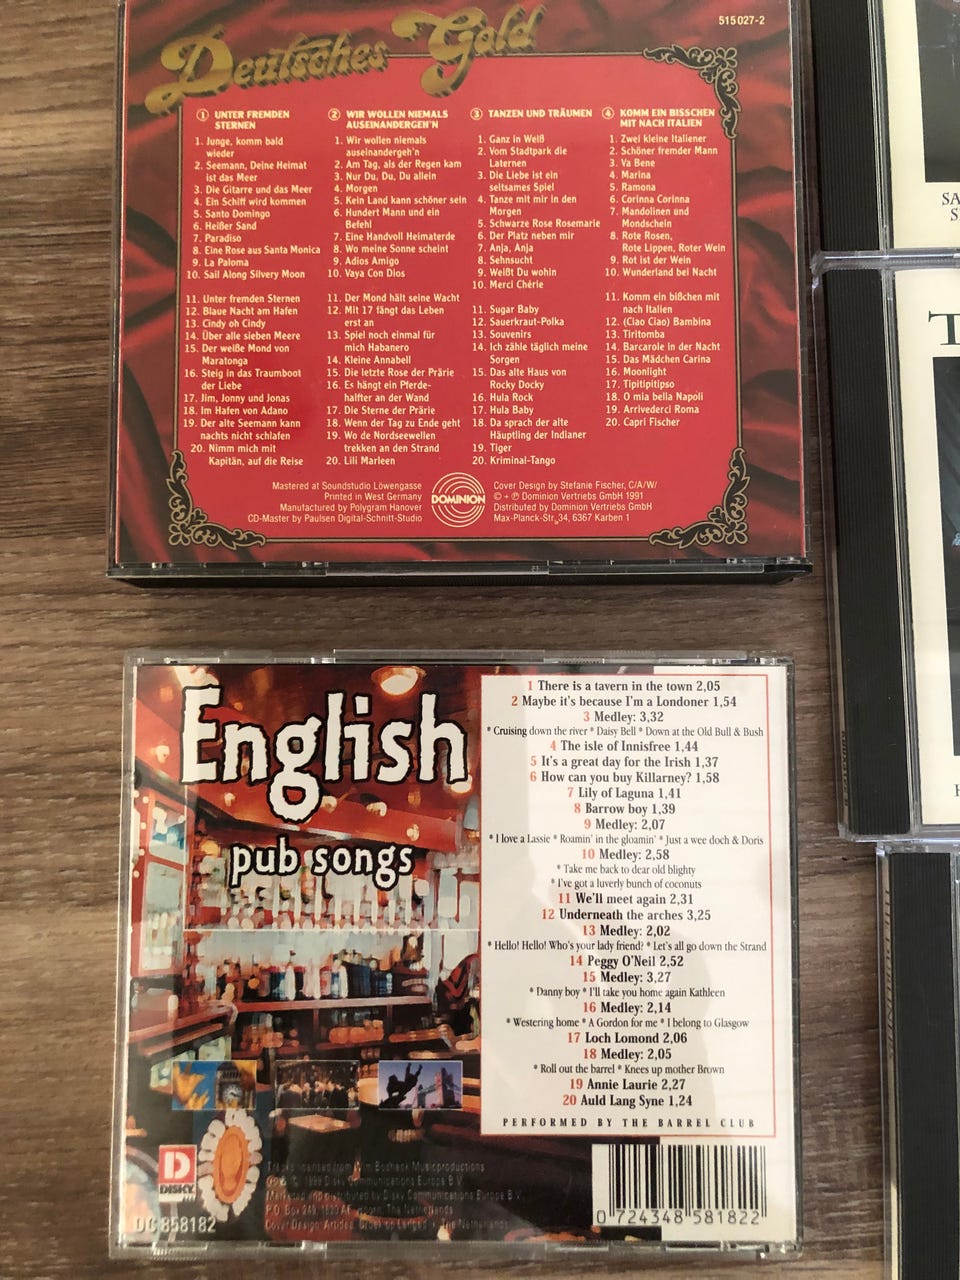 Deutsches Gold
515 027-2
① UNTER FREMDEN
STERNEN
1. Junge, komm bald
wieder
2. Seemann, Deine Heimat
ist das Meer
3. Die Gitarre und das Meer
4. Ein Schiff wird kommen
5. Santo Domingo
6. Heißer Sand
7. Paradiso
8. Eine Rose aus Santa Monica
9. La Paloma
10. Sail Along Silvery Moon
11. Unter fremden Sternen
12. Blaue Nacht am Hafen
13. Cindy oh Cindy
14. Über alle sieben Meere
15. Der weiße Mond von
Maratonga
16. Steig in das Traumboot
der Liebe
17. Jim, Jonny und Jonas
18. Im Hafen von Adano
19. Der alte Seemann kann
nachts nicht schlafen
20. Nimm mich mit
Kapitän, auf die Reise
② WIR WOLLEN NIEMALS
AUSEINANDERGEH'N
1. Wir wollen niemals
auseinandergeh'n
2. Am Tag, als der Regen kam
3. Nur Du, Du, Du allein
4. Morgen
5. Kein Land kann schöner sein
6. Hundert Mann und ein
Befehl
7. Eine Handvoll Heimaterde
8. Wo meine Sonne scheint
9. Adios Amigo
10. Vaya Con Dios
11. Der Mond hält seine Wacht
12. Mit 17 fängt das Leben
erst an
13. Spiel noch einmal für
mich Habanero
14. Kleine Annabell
15. Die letzte Rose der Prärie
16. Es hängt ein Pferde-
halfter an der Wand
17. Die Sterne der Prärie
18. Wenn der Tag zu Ende geht
19. Wo de Nordseewellen
trekken an den Strand
20. Lili Marleen
③ TANZEN UND TRÄUMEN
1. Ganz in Weiß
2. Vom Stadtpark die
Laternen
3. Die Liebe ist ein
seltsames Spiel
4. Tanze mit mir in den
Morgen
5. Schwarze Rose Rosemarie
6. Der Platz neben mir
7. Anja, Anja
8. Sehnsucht
9. Weißt Du wohin
10. Merci Chérie
11. Sugar Baby
12. Sauerkraut-Polka
13. Souvenirs
14. Ich zähle täglich meine
Sorgen
15. Das alte Haus von
Rocky Docky
16. Hula Rock
17. Hula Baby
18. Da sprach der alte
Häuptling der Indianer
19. Tiger
20. Kriminal-Tango
④ KOMM EIN BISSCHEN
MIT NACH ITALIEN
1. Zwei kleine Italiener
2. Schöner fremder Mann
3. Va Bene
4. Marina
5. Ramona
6. Corinna Corinna
7. Mandolinen und
Mondschein
8. Rote Rosen,
Rote Lippen, Roter Wein
9. Rot ist der Wein
10. Wunderland bei Nacht
11. Komm ein bißchen mit
nach Italien
12. (Ciao Ciao) Bambina
13. Tiritomba
14. Barcarole in der Nacht
15. Das Mädchen Carina
16. Moonlight
17. Tipitipitipso
18. O mia bella Napoli
19. Arrivederci Roma
20. Capri Fischer
Mastered at Soundstudio Löwengasse
Printed in West Germany
Manufactured by Polygram Hanover
CD-Master by Paulsen Digital-Schnitt-Studio
DOMINION
Cover Design by Stefanie Fischer, C/A/W/
© + ℗ Dominion Vertriebs GmbH 1991
Distributed by Dominion Vertriebs GmbH
Max-Planck-Str. 34, 6367 Karben 1
English
pub songs
1 There is a tavern in the town 2,05
2 Maybe it's because I'm a Londoner 1,54
3 Medley: 3,32
* Cruising down the river * Daisy Bell * Down at the Old Bull & Bush
4 The isle of Innisfree 1,44
5 It's a great day for the Irish 1,37
6 How can you buy Killarney? 1,58
7 Lily of Laguna 1,41
8 Barrow boy 1,39
9 Medley: 2,07
* I love a Lassie * Roamin' in the gloamin' * Just a wee doch & Doris
10 Medley: 2,58
* Take me back to dear old blighty
* I've got a luverly bunch of coconuts
11 We'll meet again 2,31
12 Underneath the arches 3,25
13 Medley: 2,02
* Hello! Hello! Who's your lady friend? * Let's all go down the Strand
14 Peggy O'Neil 2,52
15 Medley: 3,27
* Danny boy * I'll take you home again Kathleen
16 Medley: 2,14
* Westering home * A Gordon for me * I belong to Glasgow
17 Loch Lomond 2,06
18 Medley: 2,05
* Roll out the barrel * Knees up mother Brown
19 Annie Laurie 2,27
20 Auld Lang Syne 1,24
PERFORMED BY THE BARREL CLUB
DISKY
DC 858182
Tracks licensed from Wim Bosheck Musicproductions
℗ & © 1999 Disky Communications Europe B.V.
Marketed and distributed by Disky Communications Europe B.V.
P.O. Box 249, 1620 AE Hoorn, The Netherlands
Cover Design: The Netherlands
0 724348 581822
SA
S
T
H